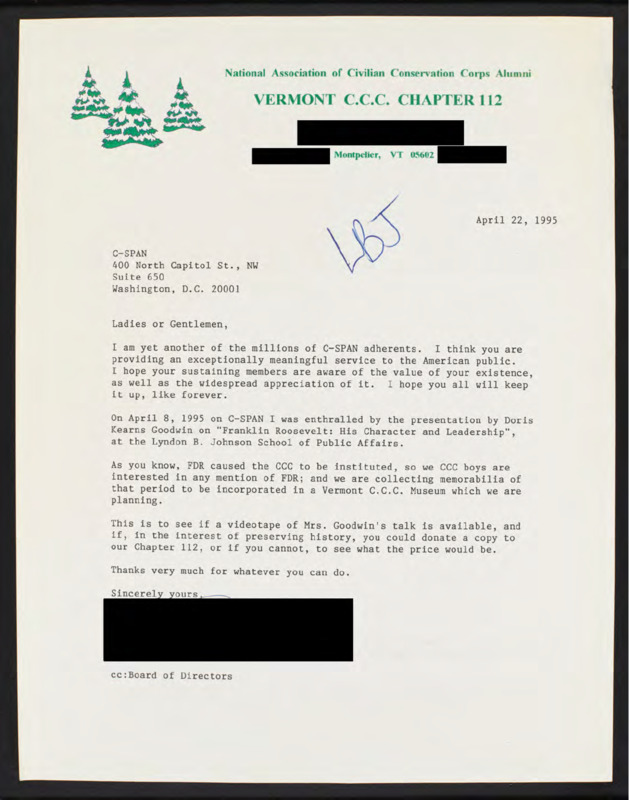 National Association of Civilian Conservation Corps Alumni
VERMONT C.C.C. CHAPTER 112
Montpelier, VT 05602
LBJ
April 22, 1995
C-SPAN
400 North Capitol St., NW
Suite 650
Washington, D.C. 20001
Ladies or Gentlemen,
I am yet another of the millions of C-SPAN adherents. I think you are
providing an exceptionally meaningful service to the American public.
I hope your sustaining members are aware of the value of your existence,
as well as the widespread appreciation of it. I hope you all will keep
it up, like forever.
On April 8, 1995 on C-SPAN I was enthralled by the presentation by Doris
Kearns Goodwin on "Franklin Roosevelt: His Character and Leadership",
at the Lyndon B. Johnson School of Public Affairs.
As you know, FDR caused the CCC to be instituted, so we CCC boys are
interested in any mention of FDR; and we are collecting memorabilia of
that period to be incorporated in a Vermont C.C.C. Museum which we are
planning.
This is to see if a videotape of Mrs. Goodwin's talk is available, and
if, in the interest of preserving history, you could donate a copy to
our Chapter 112, or if you cannot, to see what the price would be.
Thanks very much for whatever you can do.
Sincerely yours,
cc:Board of Directors